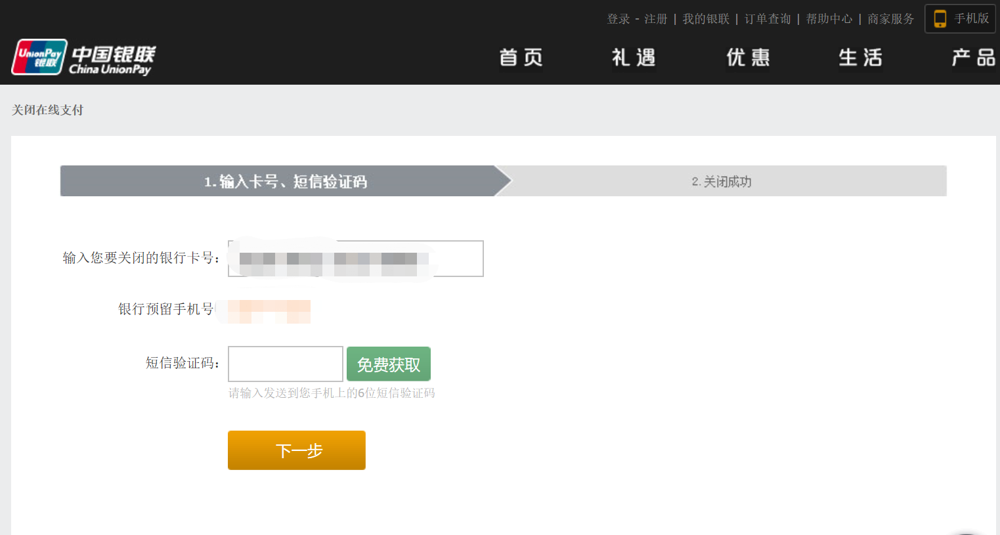 登录 - 注册 | 我的银联 | 订单查询 | 帮助中心 | 商家服务 手机版
UnionPay 银联 中国银联 China UnionPay
首页 礼遇 优惠 生活 产品
关闭在线支付
1.输入卡号、短信验证码 2.关闭成功
输入您要关闭的银行卡号：
银行预留手机号
短信验证码： 免费获取
请输入发送到您手机上的6位短信验证码
下一步